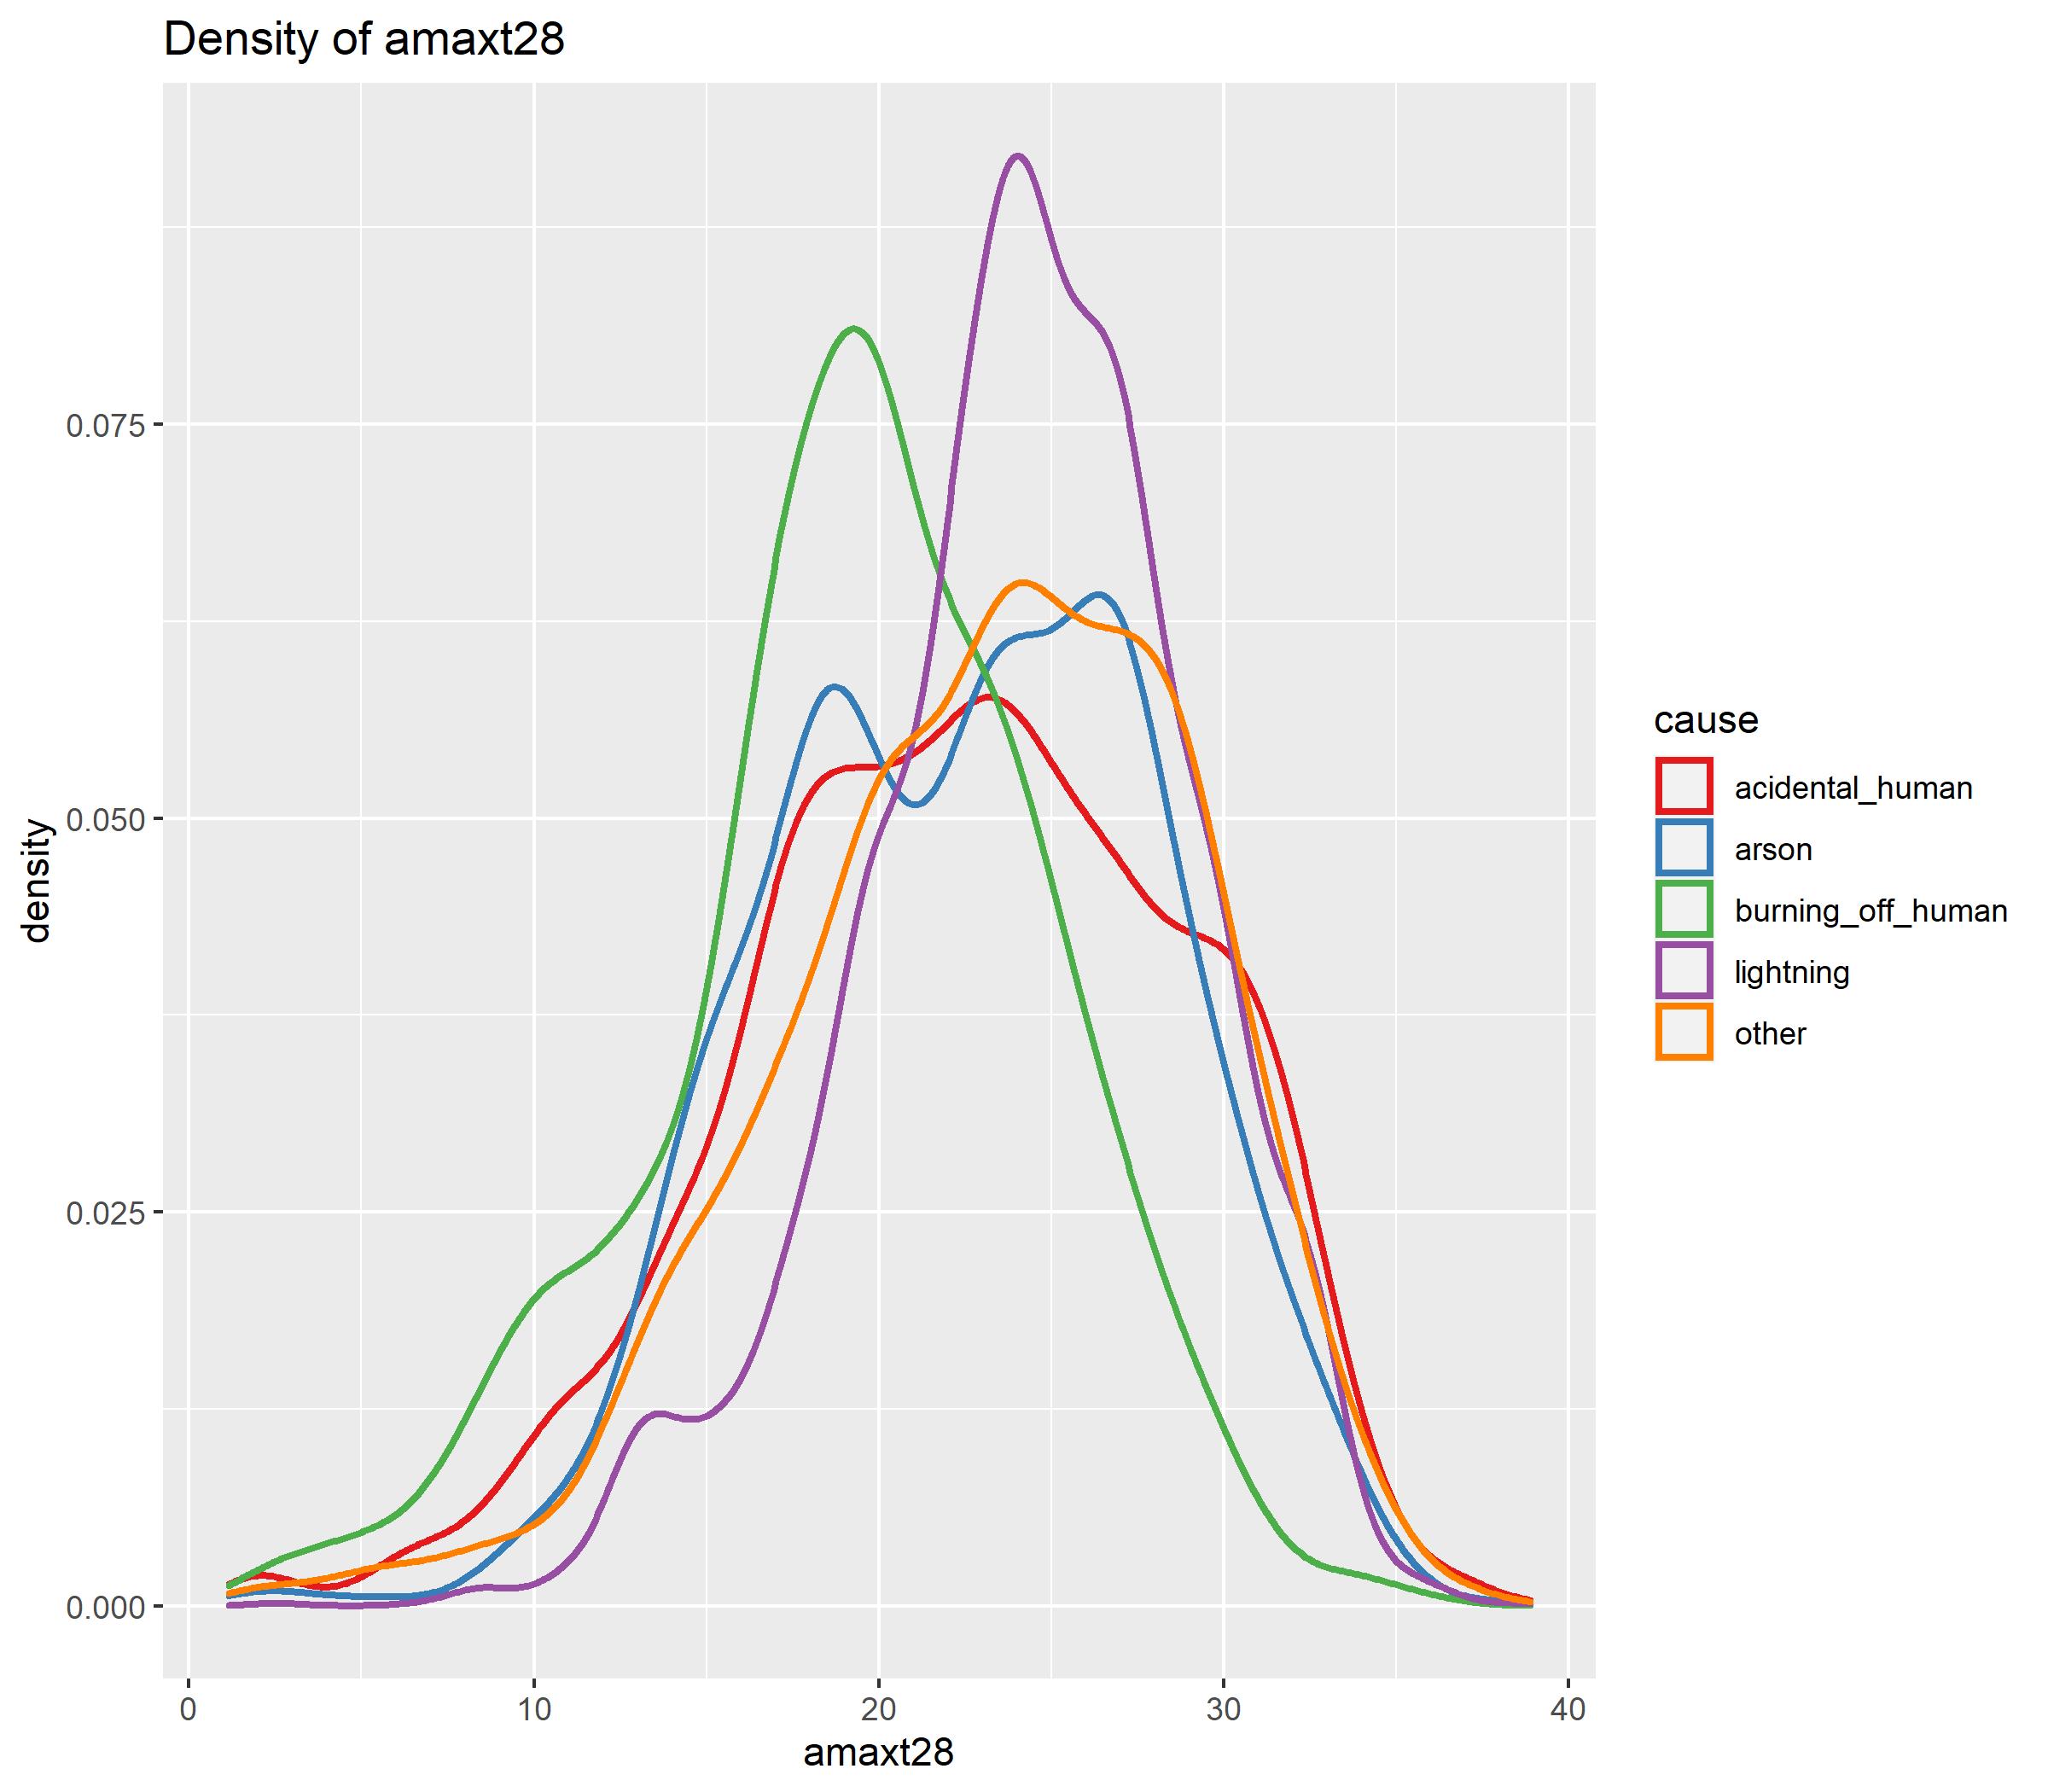 Density of amaxt28
0.075
0.050
0.025
0.000
density
0
10
20
30
40
amaxt28
cause
acidental_human
arson
burning_off_human
lightning
other